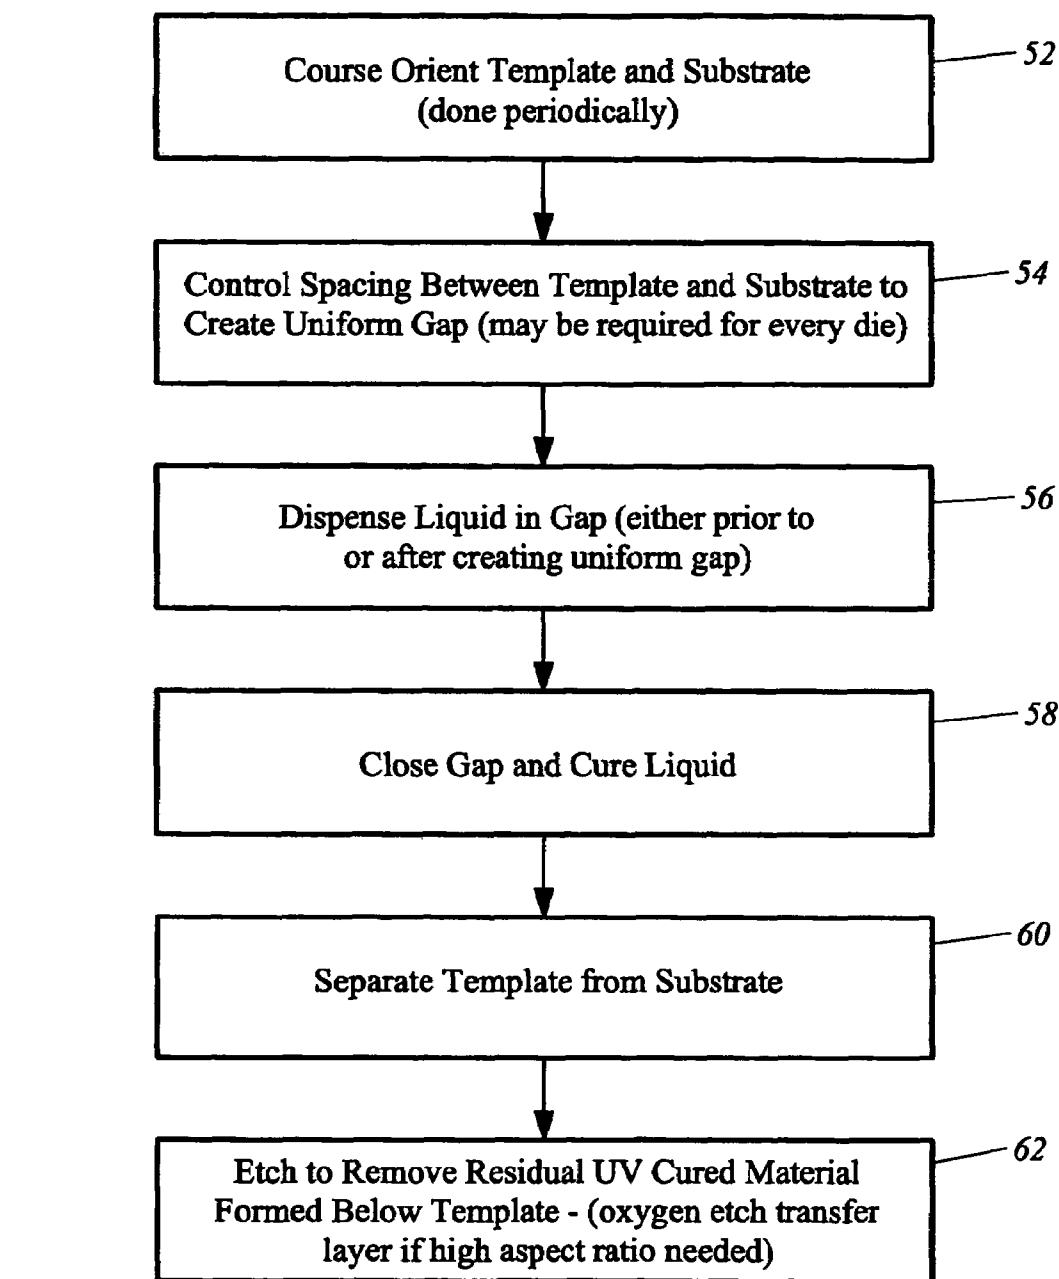 Course Orient Template and Substrate
(done periodically)
52
Control Spacing Between Template and Substrate to
Create Uniform Gap (may be required for every die)
54
Dispense Liquid in Gap (either prior to
or after creating uniform gap)
56
Close Gap and Cure Liquid
58
Separate Template from Substrate
60
Etch to Remove Residual UV Cured Material
Formed Below Template - (oxygen etch transfer
layer if high aspect ratio needed)
62